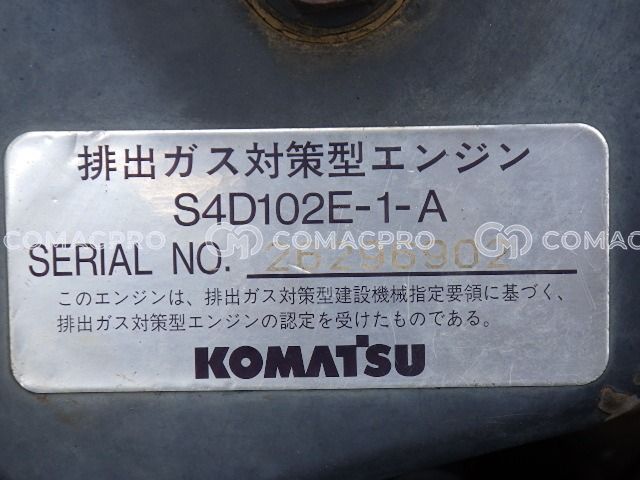 排出ガス対策型エンジン
S4D102E-1-A
COMACPRO COMACPRO COMACPRO
SERIAL NO. 26296902
このエンジンは、排出ガス対策型建設機械指定要領に基づく、
排出ガス対策型エンジンの認定を受けたものである。
KOMATSU